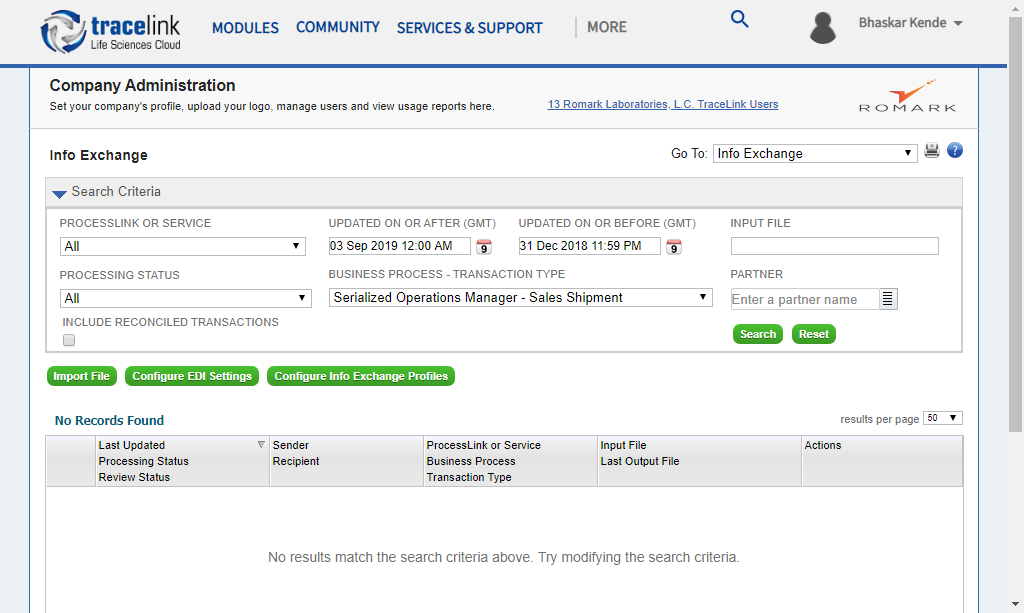 tracelink
Life Sciences Cloud
MODULES COMMUNITY SERVICES & SUPPORT MORE
Bhaskar Kende
Company Administration
Set your company's profile, upload your logo, manage users and view usage reports here.
13 Romark Laboratories, L.C. TraceLink Users
ROMARK
Info Exchange
Go To: Info Exchange
?
Search Criteria
PROCESSLINK OR SERVICE UPDATED ON OR AFTER (GMT) UPDATED ON OR BEFORE (GMT) INPUT FILE
All 03 Sep 2019 12:00 AM 9 31 Dec 2018 11:59 PM 9
PROCESSING STATUS BUSINESS PROCESS - TRANSACTION TYPE PARTNER
All Serialized Operations Manager - Sales Shipment Enter a partner name
INCLUDE RECONCILED TRANSACTIONS
Search Reset
Import File Configure EDI Settings Configure Info Exchange Profiles
No Records Found results per page 50
Last Updated Sender ProcessLink or Service Input File Actions
Processing Status Recipient Business Process Last Output File
Review Status Transaction Type
No results match the search criteria above. Try modifying the search criteria.